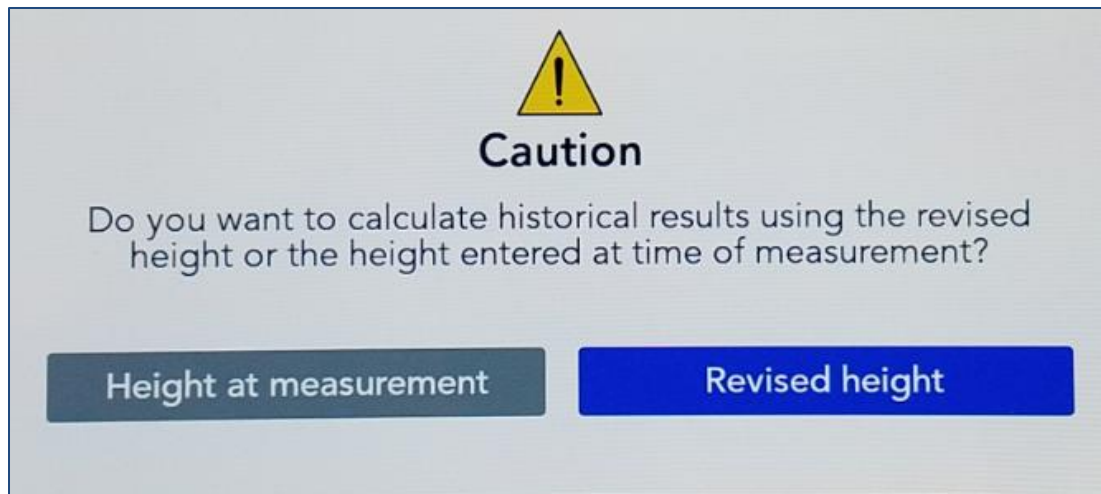 Caution
Do you want to calculate historical results using the revised
height or the height entered at time of measurement?
Height at measurement
Revised height